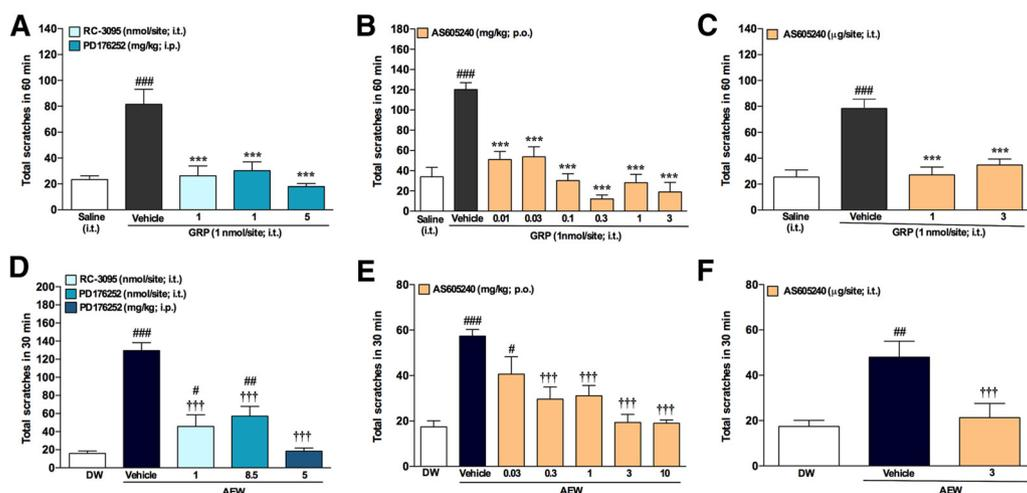 A
RC-3095 (nmol/site; i.t.)
PD176252 (mg/kg; i.p.)
Total scratches in 60 min
140
120
100
80
60
40
20
0
###
***
***
***
Saline
(i.t.)
Vehicle 1 1 5
GRP (1 nmol/site; i.t.)
B
AS605240 (mg/kg; p.o.)
Total scratches in 60 min
180
160
140
120
100
80
60
40
20
0
###
***
***
***
***
***
***
Saline
(i.t.)
Vehicle 0.01 0.03 0.1 0.3 1 3
GRP (1nmol/site; i.t.)
C
AS605240 (µg/site; i.t.)
Total scratches in 60 min
140
120
100
80
60
40
20
0
###
***
***
Saline
(i.t.)
Vehicle 1 3
GRP (1 nmol/site; i.t.)
D
RC-3095 (nmol/site; i.t.)
PD176252 (nmol/site; i.t.)
PD176252 (mg/kg; i.p.)
Total scratches in 30 min
200
180
160
140
120
100
80
60
40
20
0
###
#
†††
##
†††
†††
DW Vehicle 1 8.5 5
AEW
E
AS605240 (mg/kg; p.o.)
Total scratches in 30 min
80
60
40
20
0
###
#
†††
†††
†††
†††
DW Vehicle 0.03 0.3 1 3 10
AEW
F
AS605240 (µg/site; i.t.)
Total scratches in 30 min
80
60
40
20
0
##
†††
DW Vehicle 3
AEW